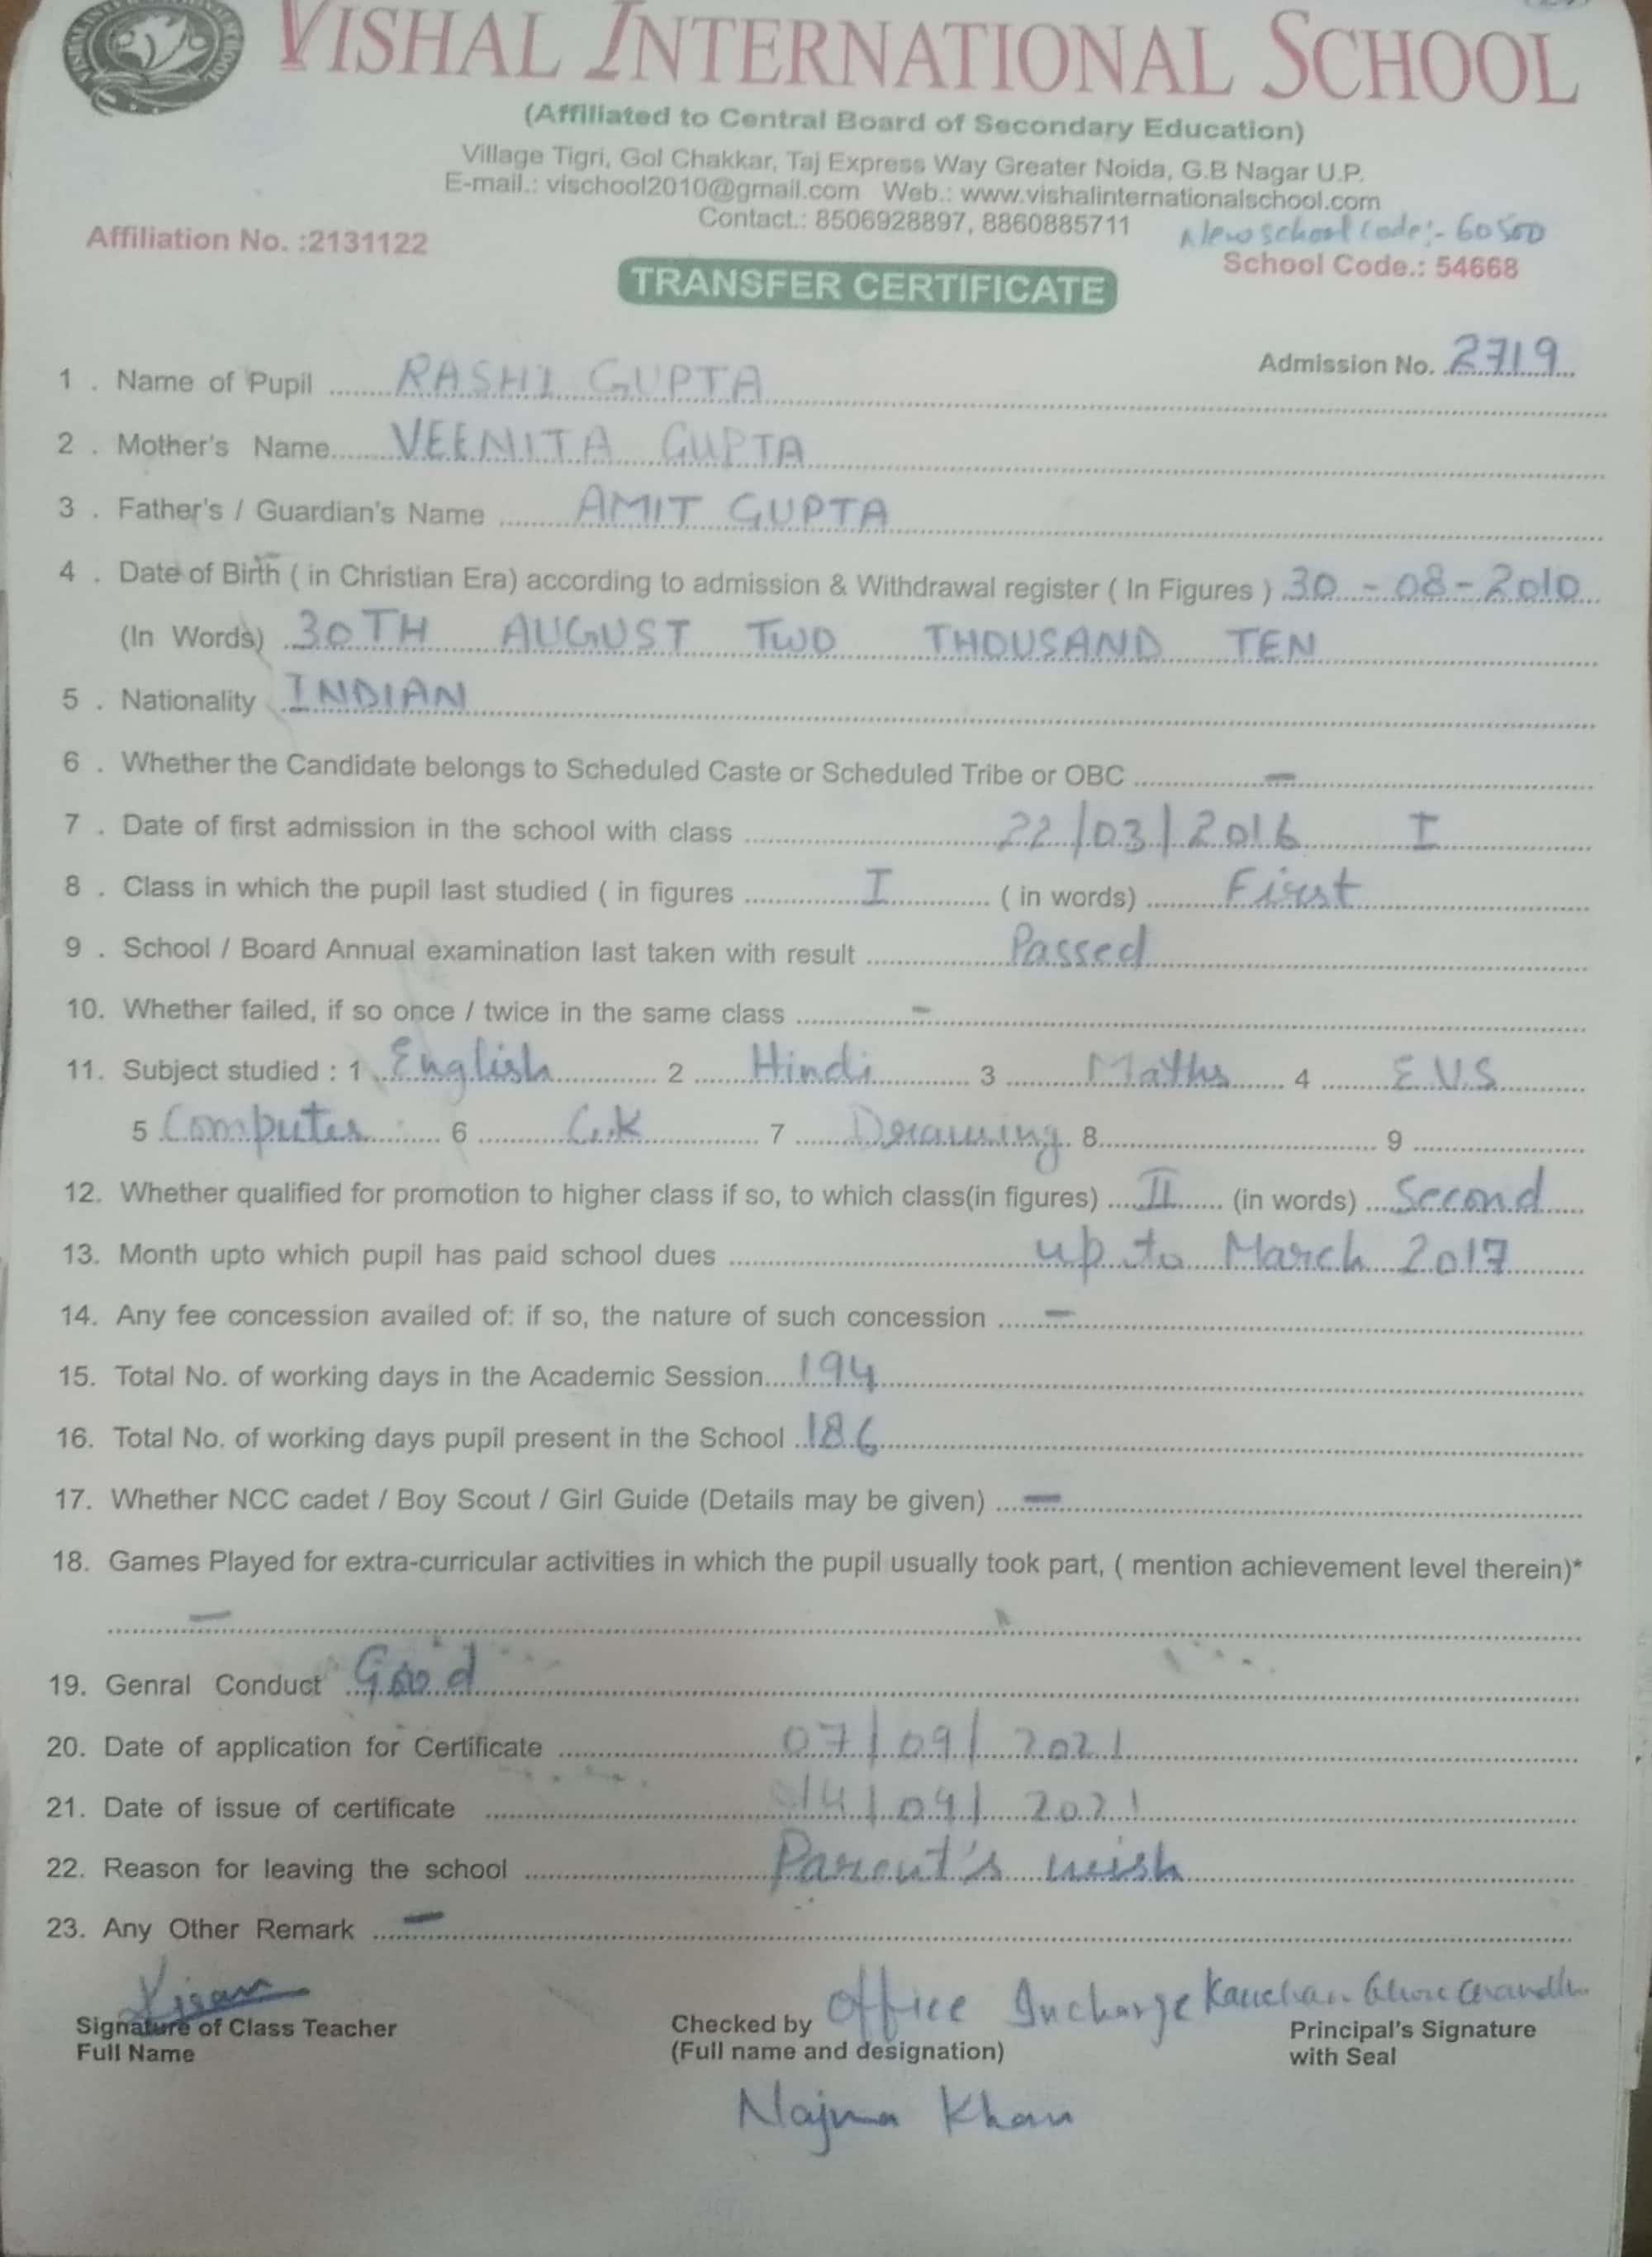 VISHAL INTERNATIONAL SCHOOL
(Affiliated to Central Board of Secondary Education)
Village Tigri, Gol Chakkar, Taj Express Way Greater Noida, G.B Nagar U.P.
E-mail.: vischool2010@gmail.com Web.: www.vishalinternationalschool.com
Contact.: 8506928897, 8860885711
New school Code:- 60500
Affiliation No. :2131122
School Code.: 54668
TRANSFER CERTIFICATE
Admission No. 2719
1 . Name of Pupil RASHI GUPTA
2 . Mother's Name VEENITA GUPTA
3 . Father's / Guardian's Name AMIT GUPTA
4 . Date of Birth ( in Christian Era) according to admission & Withdrawal register ( In Figures ) 30 - 08 - 2010
(In Words) 30TH AUGUST TWO THOUSAND TEN
5 . Nationality INDIAN
6 . Whether the Candidate belongs to Scheduled Caste or Scheduled Tribe or OBC -
7 . Date of first admission in the school with class 22/03/2016 I
8 . Class in which the pupil last studied ( in figures I ( in words) First
9 . School / Board Annual examination last taken with result Passed
10. Whether failed, if so once / twice in the same class -
11. Subject studied : 1 English 2 Hindi 3 Maths 4 E.V.S
5 Computer 6 G.K 7 Drawing 8 9
12. Whether qualified for promotion to higher class if so, to which class(in figures) II (in words) Second
13. Month upto which pupil has paid school dues up to March 2017
14. Any fee concession availed of: if so, the nature of such concession -
15. Total No. of working days in the Academic Session 194
16. Total No. of working days pupil present in the School 186
17. Whether NCC cadet / Boy Scout / Girl Guide (Details may be given) -
18. Games Played for extra-curricular activities in which the pupil usually took part, ( mention achievement level therein)*
-
19. Genral Conduct Good
20. Date of application for Certificate 07/09/2021
21. Date of issue of certificate 14/09/2021
22. Reason for leaving the school Parent's wish
23. Any Other Remark -
Kiran
Signature of Class Teacher
Full Name
Checked by Office Incharge
(Full name and designation)
Najma Khan
Kanchan
Principal's Signature
with Seal